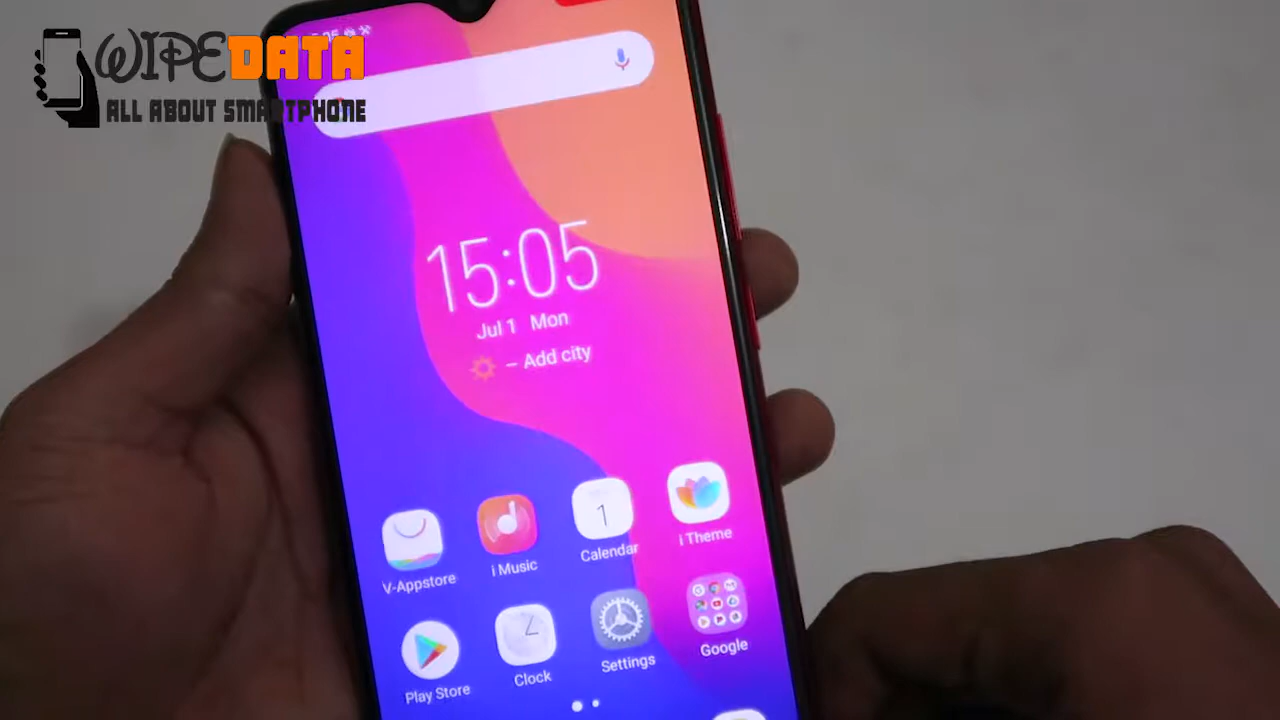 WIPEDATA
ALL ABOUT SMARTPHONE
15:05
Jul 1 Mon
– Add city
V-Appstore
i Music
Calendar
1
i Theme
Play Store
Clock
Settings
Google